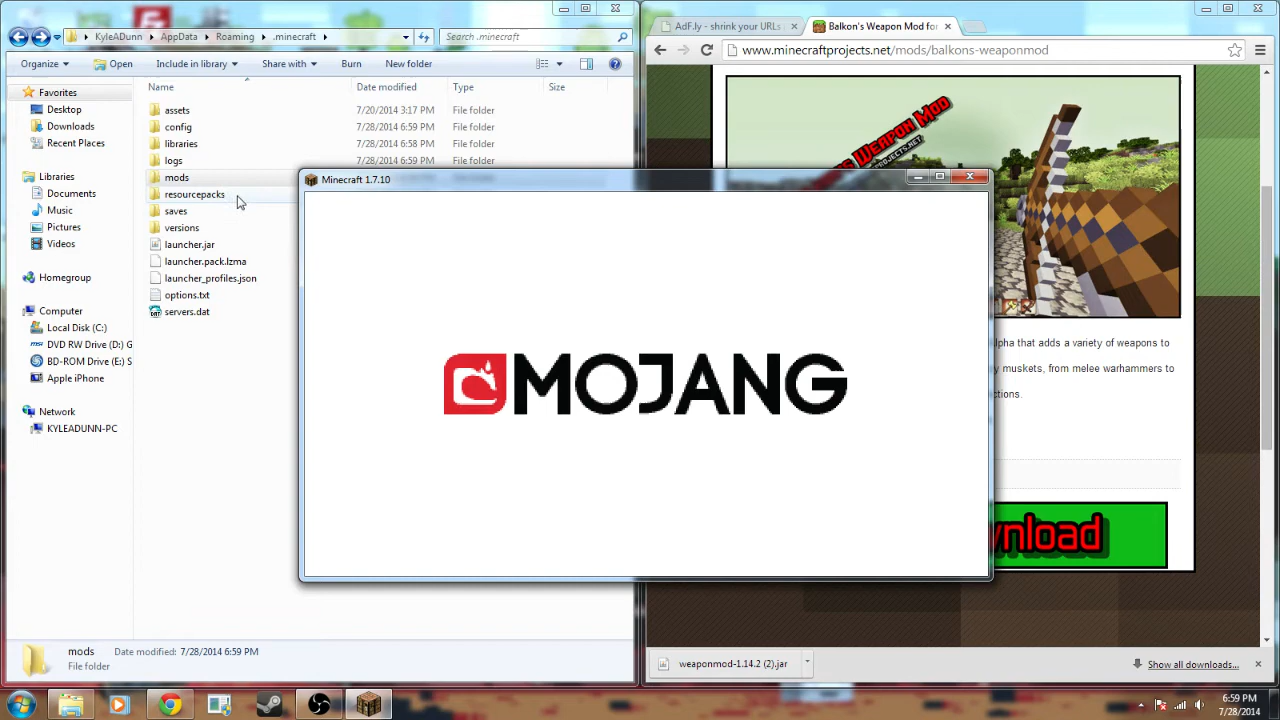 KyleADunn
AppData
Roaming
.minecraft
Search .minecraft
Organize
Open
Include in library
Share with
Burn
New folder
Favorites
Desktop
Downloads
Recent Places
Libraries
Documents
Music
Pictures
Videos
Homegroup
Computer
Local Disk (C:)
DVD RW Drive (D:) G
BD-ROM Drive (E:) S
Apple iPhone
Network
KYLEADUNN-PC
Name
Date modified
Type
Size
assets
7/20/2014 3:17 PM
File folder
config
7/28/2014 6:59 PM
File folder
libraries
7/28/2014 6:58 PM
File folder
logs
7/28/2014 6:59 PM
File folder
mods
resourcepacks
saves
versions
launcher.jar
launcher.pack.lzma
launcher_profiles.json
options.txt
servers.dat
mods
Date modified: 7/28/2014 6:59 PM
File folder
Minecraft 1.7.10
MOJANG
AdF.ly - shrink your URLs
Balkon's Weapon Mod for
www.minecraftprojects.net/mods/balkons-weaponmod
Weapon Mod
lpha that adds a variety of weapons to
y muskets, from melee warhammers to
ctions.
wnload
weaponmod-1.14.2 (2).jar
Show all downloads...
6:59 PM
7/28/2014